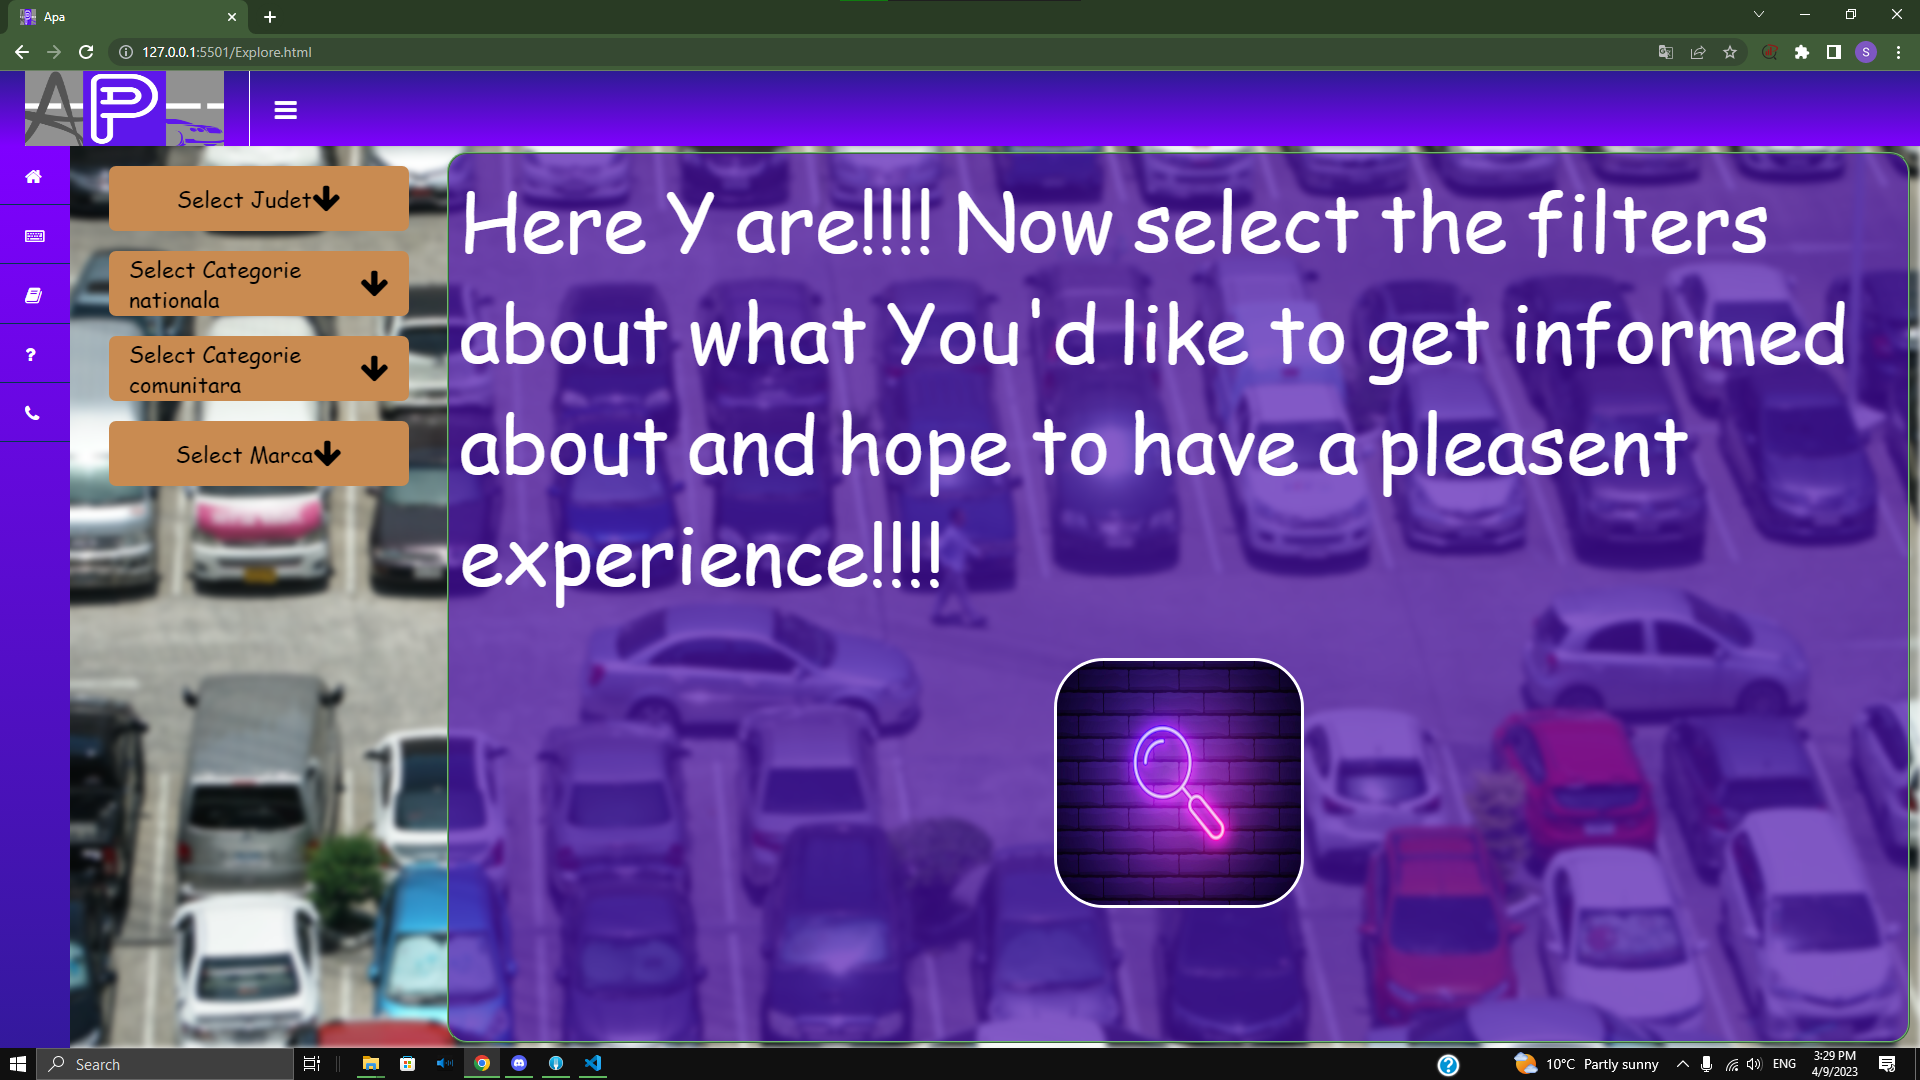 Apa
127.0.0.1:5501/Explore.html
S
AP
Select Judet
Select Categorie
nationala
Select Categorie
comunitara
Select Marca
?
Here Y are!!!! Now select the filters
about what You'd like to get informed
about and hope to have a pleasent
experience!!!!
Search
?
10°C Partly sunny
ENG
3:29 PM
4/9/2023